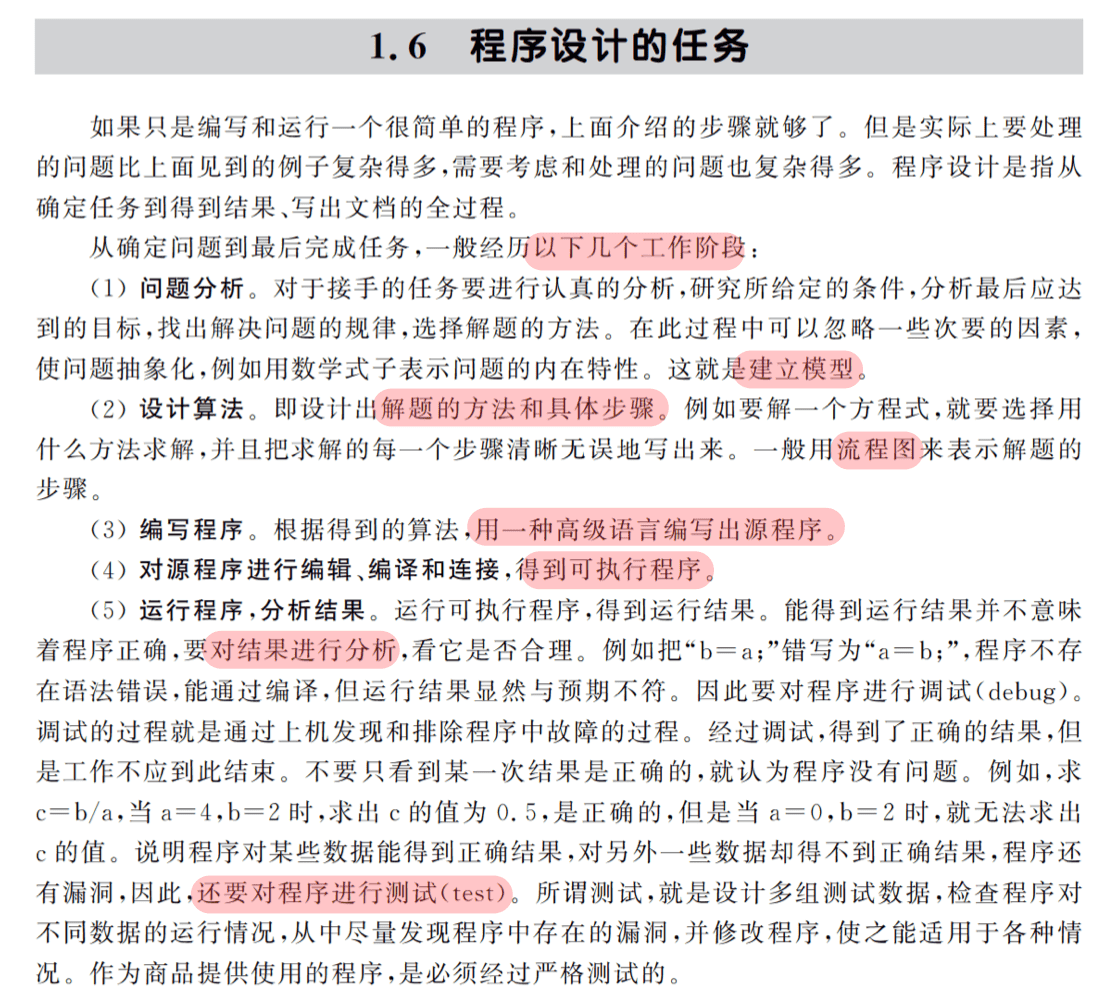 1.6 程序设计的任务
如果只是编写和运行一个很简单的程序,上面介绍的步骤就够了。但是实际上要处理
的问题比上面见到的例子复杂得多,需要考虑和处理的问题也复杂得多。程序设计是指从
确定任务到得到结果、写出文档的全过程。
从确定问题到最后完成任务,一般经历以下几个工作阶段:
(1) 问题分析。对于接手的任务要进行认真的分析,研究所给定的条件,分析最后应达
到的目标,找出解决问题的规律,选择解题的方法。在此过程中可以忽略一些次要的因素,
使问题抽象化,例如用数学式子表示问题的内在特性。这就是建立模型。
(2) 设计算法。即设计出解题的方法和具体步骤。例如要解一个方程式,就要选择用
什么方法求解,并且把求解的每一个步骤清晰无误地写出来。一般用流程图来表示解题的
步骤。
(3) 编写程序。根据得到的算法,用一种高级语言编写出源程序。
(4) 对源程序进行编辑、编译和连接,得到可执行程序。
(5) 运行程序,分析结果。运行可执行程序,得到运行结果。能得到运行结果并不意味
着程序正确,要对结果进行分析,看它是否合理。例如把“b=a;”错写为“a=b;”,程序不存
在语法错误,能通过编译,但运行结果显然与预期不符。因此要对程序进行调试(debug)。
调试的过程就是通过上机发现和排除程序中故障的过程。经过调试,得到了正确的结果,但
是工作不应到此结束。不要只看到某一次结果是正确的,就认为程序没有问题。例如,求
c=b/a,当 a=4,b=2 时,求出 c 的值为 0.5,是正确的,但是当 a=0,b=2 时,就无法求出
c 的值。说明程序对某些数据能得到正确结果,对另外一些数据却得不到正确结果,程序还
有漏洞,因此,还要对程序进行测试(test)。所谓测试,就是设计多组测试数据,检查程序对
不同数据的运行情况,从中尽量发现程序中存在的漏洞,并修改程序,使之能适用于各种情
况。作为商品提供使用的程序,是必须经过严格测试的。